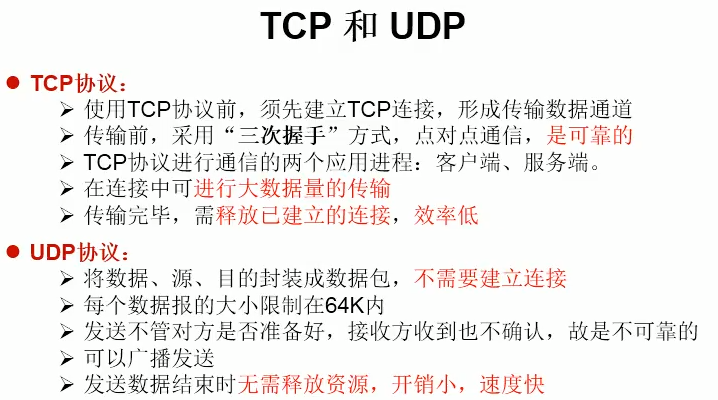 TCP 和 UDP
TCP协议：
使用TCP协议前，须先建立TCP连接，形成传输数据通道
传输前，采用“三次握手”方式，点对点通信，是可靠的
TCP协议进行通信的两个应用进程：客户端、服务端。
在连接中可进行大数据量的传输
传输完毕，需释放已建立的连接，效率低
UDP协议：
将数据、源、目的封装成数据包，不需要建立连接
每个数据报的大小限制在64K内
发送不管对方是否准备好，接收方收到也不确认，故是不可靠的
可以广播发送
发送数据结束时无需释放资源，开销小，速度快